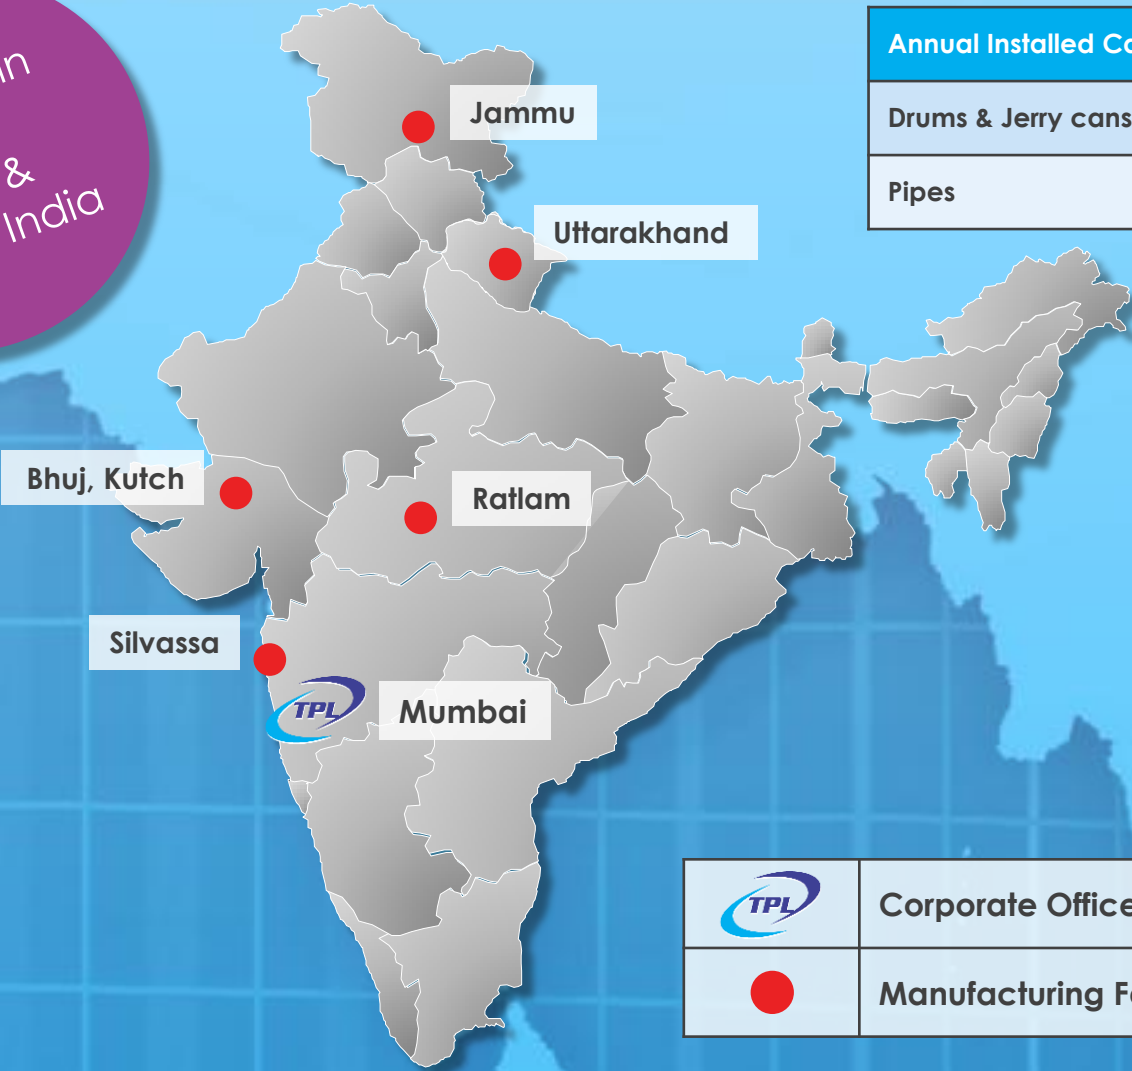 &
India
Annual Installed
Drums & Jerry cans
Pipes
Jammu
Uttarakhand
Bhuj, Kutch
Ratlam
Silvassa
TPL
Mumbai
TPL
Corporate Office
Manufacturing